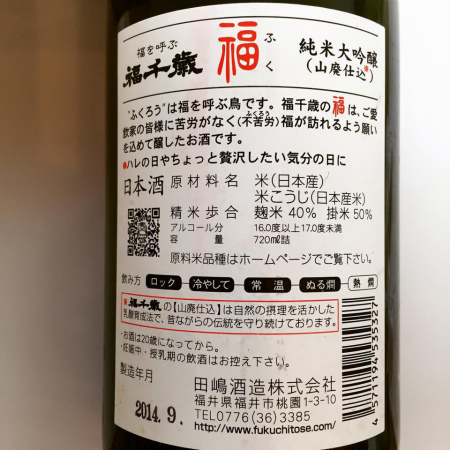 福を呼ぶ
福千歳
福
ふく
純米大吟醸
(山廃仕込*)
"ふくろう"は福を呼ぶ鳥です。福千歳の福は、ご愛
飲家の皆様に苦労がなく(不苦労)福が訪れるよう願い
ふくろう
を込めて醸したお酒です。
●ハレの日やちょっと贅沢したい気分の日に
日本酒
原材料名 米(日本産)
米こうじ(日本産米)
精米歩合 麹米40% 掛米50%
アルコール分 16.0度以上17.0度未満
容量 720ml詰
原料米品種はホームページでご覧下さい。
飲み方 ロック 冷やして 常温 ぬる燗 熱燗
*福千歳の【山廃仕込】は自然の摂理を活かした
乳酸育成法で、昔ながらの伝統を守り続けております。
・お酒は20歳になってから。
・妊娠中・授乳期の飲酒はお控え下さい。
製造年月
2014.9.
田嶋酒造株式会社
福井県福井市桃園1-3-10
TEL0776(36)3385
http://www.fukuchitose.com/
4571194535327